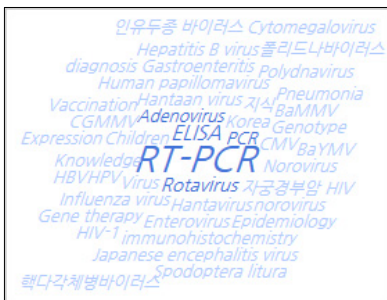 인유두종 바이러스 Cytomegalovirus
Hepatitis B virus 폴리드나바이러스
diagnosis Gastroenteritis Polydnavirus
Human papillomavirus Pneumonia
Vaccination Hantaan virus 지식 BaMMV
CGMMV Adenovirus Korea Genotype
Expression Children ELISA PCR CMV BaYMV
Knowledge RT-PCR Norovirus
HBV HPV Virus Rotavirus 자궁경부암 HIV
Influenza virus Hantavirus norovirus
Gene therapy Enterovirus Epidemiology
HIV-1 immunohistochemistry
Japanese encephalitis virus
Spodoptera litura
핵다각체병바이러스